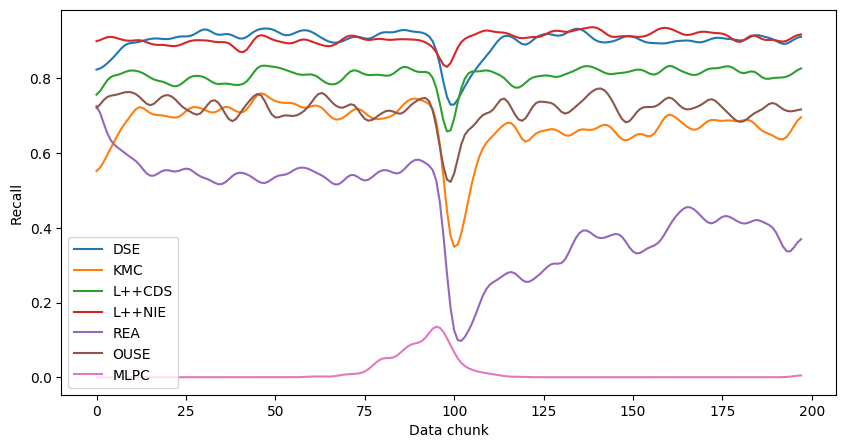 0.8
0.6
0.4
0.2
0.0
Recall
DSE
KMC
L++CDS
L++NIE
REA
OUSE
MLPC
0 25 50 75 100 125 150 175 200
Data chunk